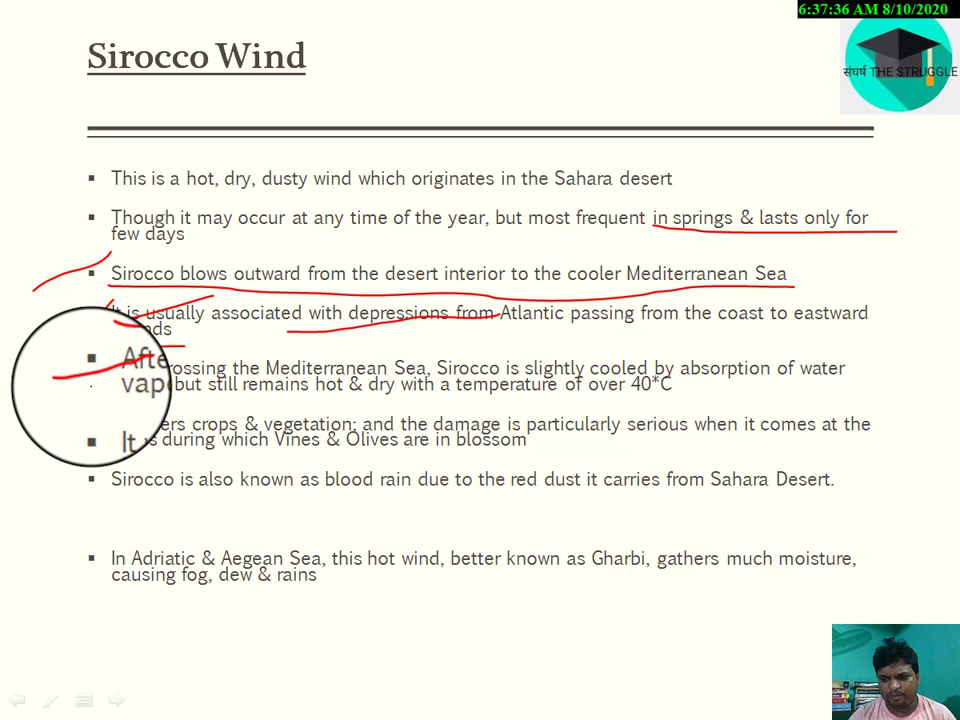 6:37:36 AM 8/10/2020
संघर्ष THE STRUGGLE
Sirocco Wind
▪ This is a hot, dry, dusty wind which originates in the Sahara desert
▪ Though it may occur at any time of the year, but most frequent in springs & lasts only for
few days
Sirocco blows outward from the desert interior to the cooler Mediterranean Sea
It is usually associated with depressions from Atlantic passing from the coast to eastward
▪ Afte rossing the Mediterranean Sea, Sirocco is slightly cooled by absorption of water
vap but still remains hot & dry with a temperature of over 40*C
▪ It ers crops & vegetation; and the damage is particularly serious when it comes at the
s during which Vines & Olives are in blossom
▪ Sirocco is also known as blood rain due to the red dust it carries from Sahara Desert.
▪ In Adriatic & Aegean Sea, this hot wind, better known as Gharbi, gathers much moisture,
causing fog, dew & rains